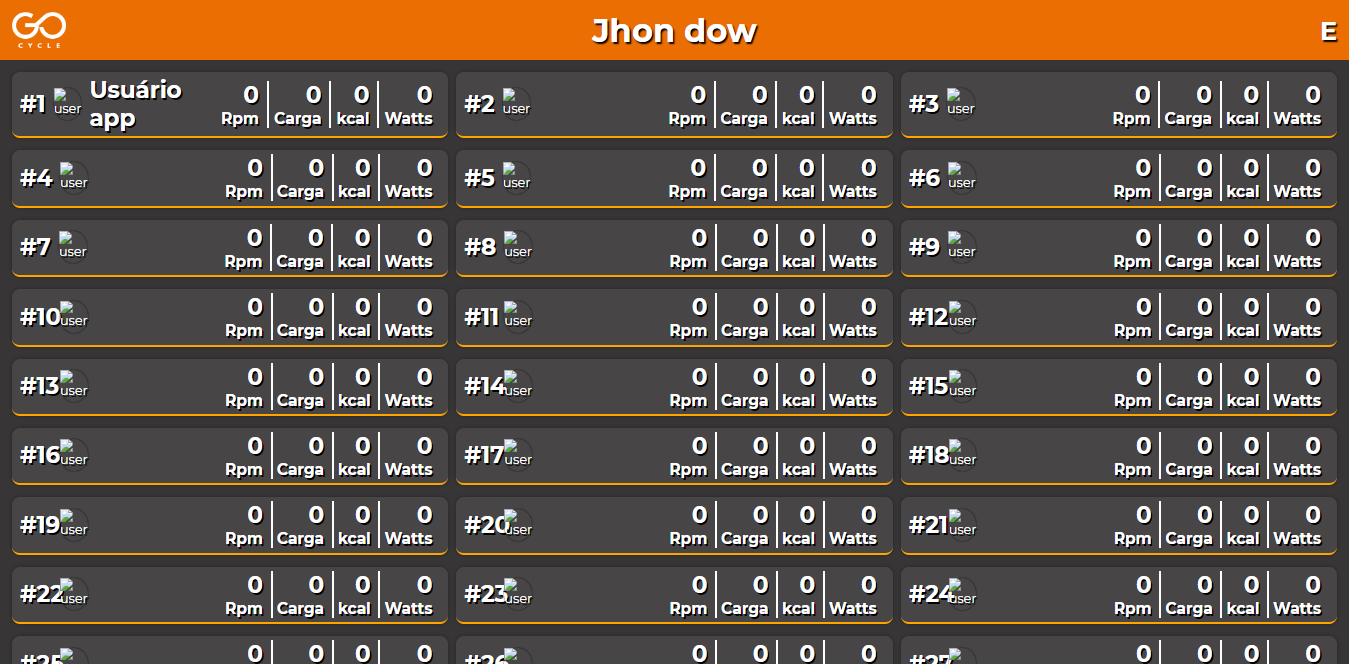 GO
CYCLE
Jhon dow
E
#1 user Usuário app 0 Rpm 0 Carga 0 kcal 0 Watts
#2 user 0 Rpm 0 Carga 0 kcal 0 Watts
#3 user 0 Rpm 0 Carga 0 kcal 0 Watts
#4 user 0 Rpm 0 Carga 0 kcal 0 Watts
#5 user 0 Rpm 0 Carga 0 kcal 0 Watts
#6 user 0 Rpm 0 Carga 0 kcal 0 Watts
#7 user 0 Rpm 0 Carga 0 kcal 0 Watts
#8 user 0 Rpm 0 Carga 0 kcal 0 Watts
#9 user 0 Rpm 0 Carga 0 kcal 0 Watts
#10 user 0 Rpm 0 Carga 0 kcal 0 Watts
#11 user 0 Rpm 0 Carga 0 kcal 0 Watts
#12 user 0 Rpm 0 Carga 0 kcal 0 Watts
#13 user 0 Rpm 0 Carga 0 kcal 0 Watts
#14 user 0 Rpm 0 Carga 0 kcal 0 Watts
#15 user 0 Rpm 0 Carga 0 kcal 0 Watts
#16 user 0 Rpm 0 Carga 0 kcal 0 Watts
#17 user 0 Rpm 0 Carga 0 kcal 0 Watts
#18 user 0 Rpm 0 Carga 0 kcal 0 Watts
#19 user 0 Rpm 0 Carga 0 kcal 0 Watts
#20 user 0 Rpm 0 Carga 0 kcal 0 Watts
#21 user 0 Rpm 0 Carga 0 kcal 0 Watts
#22 user 0 Rpm 0 Carga 0 kcal 0 Watts
#23 user 0 Rpm 0 Carga 0 kcal 0 Watts
#24 user 0 Rpm 0 Carga 0 kcal 0 Watts
#25 0 0 0 0
#26 0 0 0 0
#27 0 0 0 0